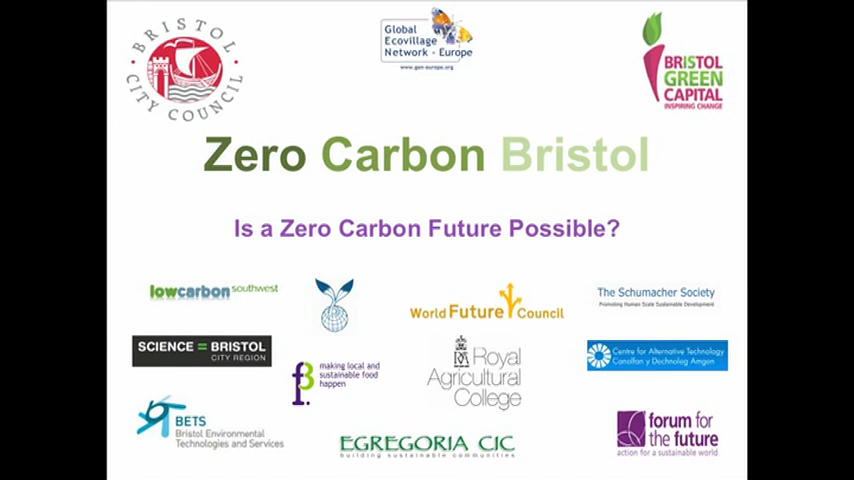 BRISTOL
CITY COUNCIL
Global
Ecovillage
Network - Europe
www.gen-europe.org
BRISTOL
GREEN
CAPITAL
INSPIRING CHANGE
Zero Carbon Bristol
Is a Zero Carbon Future Possible?
lowcarbonsouthwest
World Future Council
The Schumacher Society
Promoting Human Scale Sustainable Development
SCIENCE = BRISTOL
CITY REGION
f3
making local and
sustainable food
happen
Royal
Agricultural
College
Centre for Alternative Technology
Canolfan y Dechnoleg Amgen
BETS
Bristol Environmental
Technologies and Services
EGREGORIA CIC
building sustainable communities
forum for
the future
action for a sustainable world